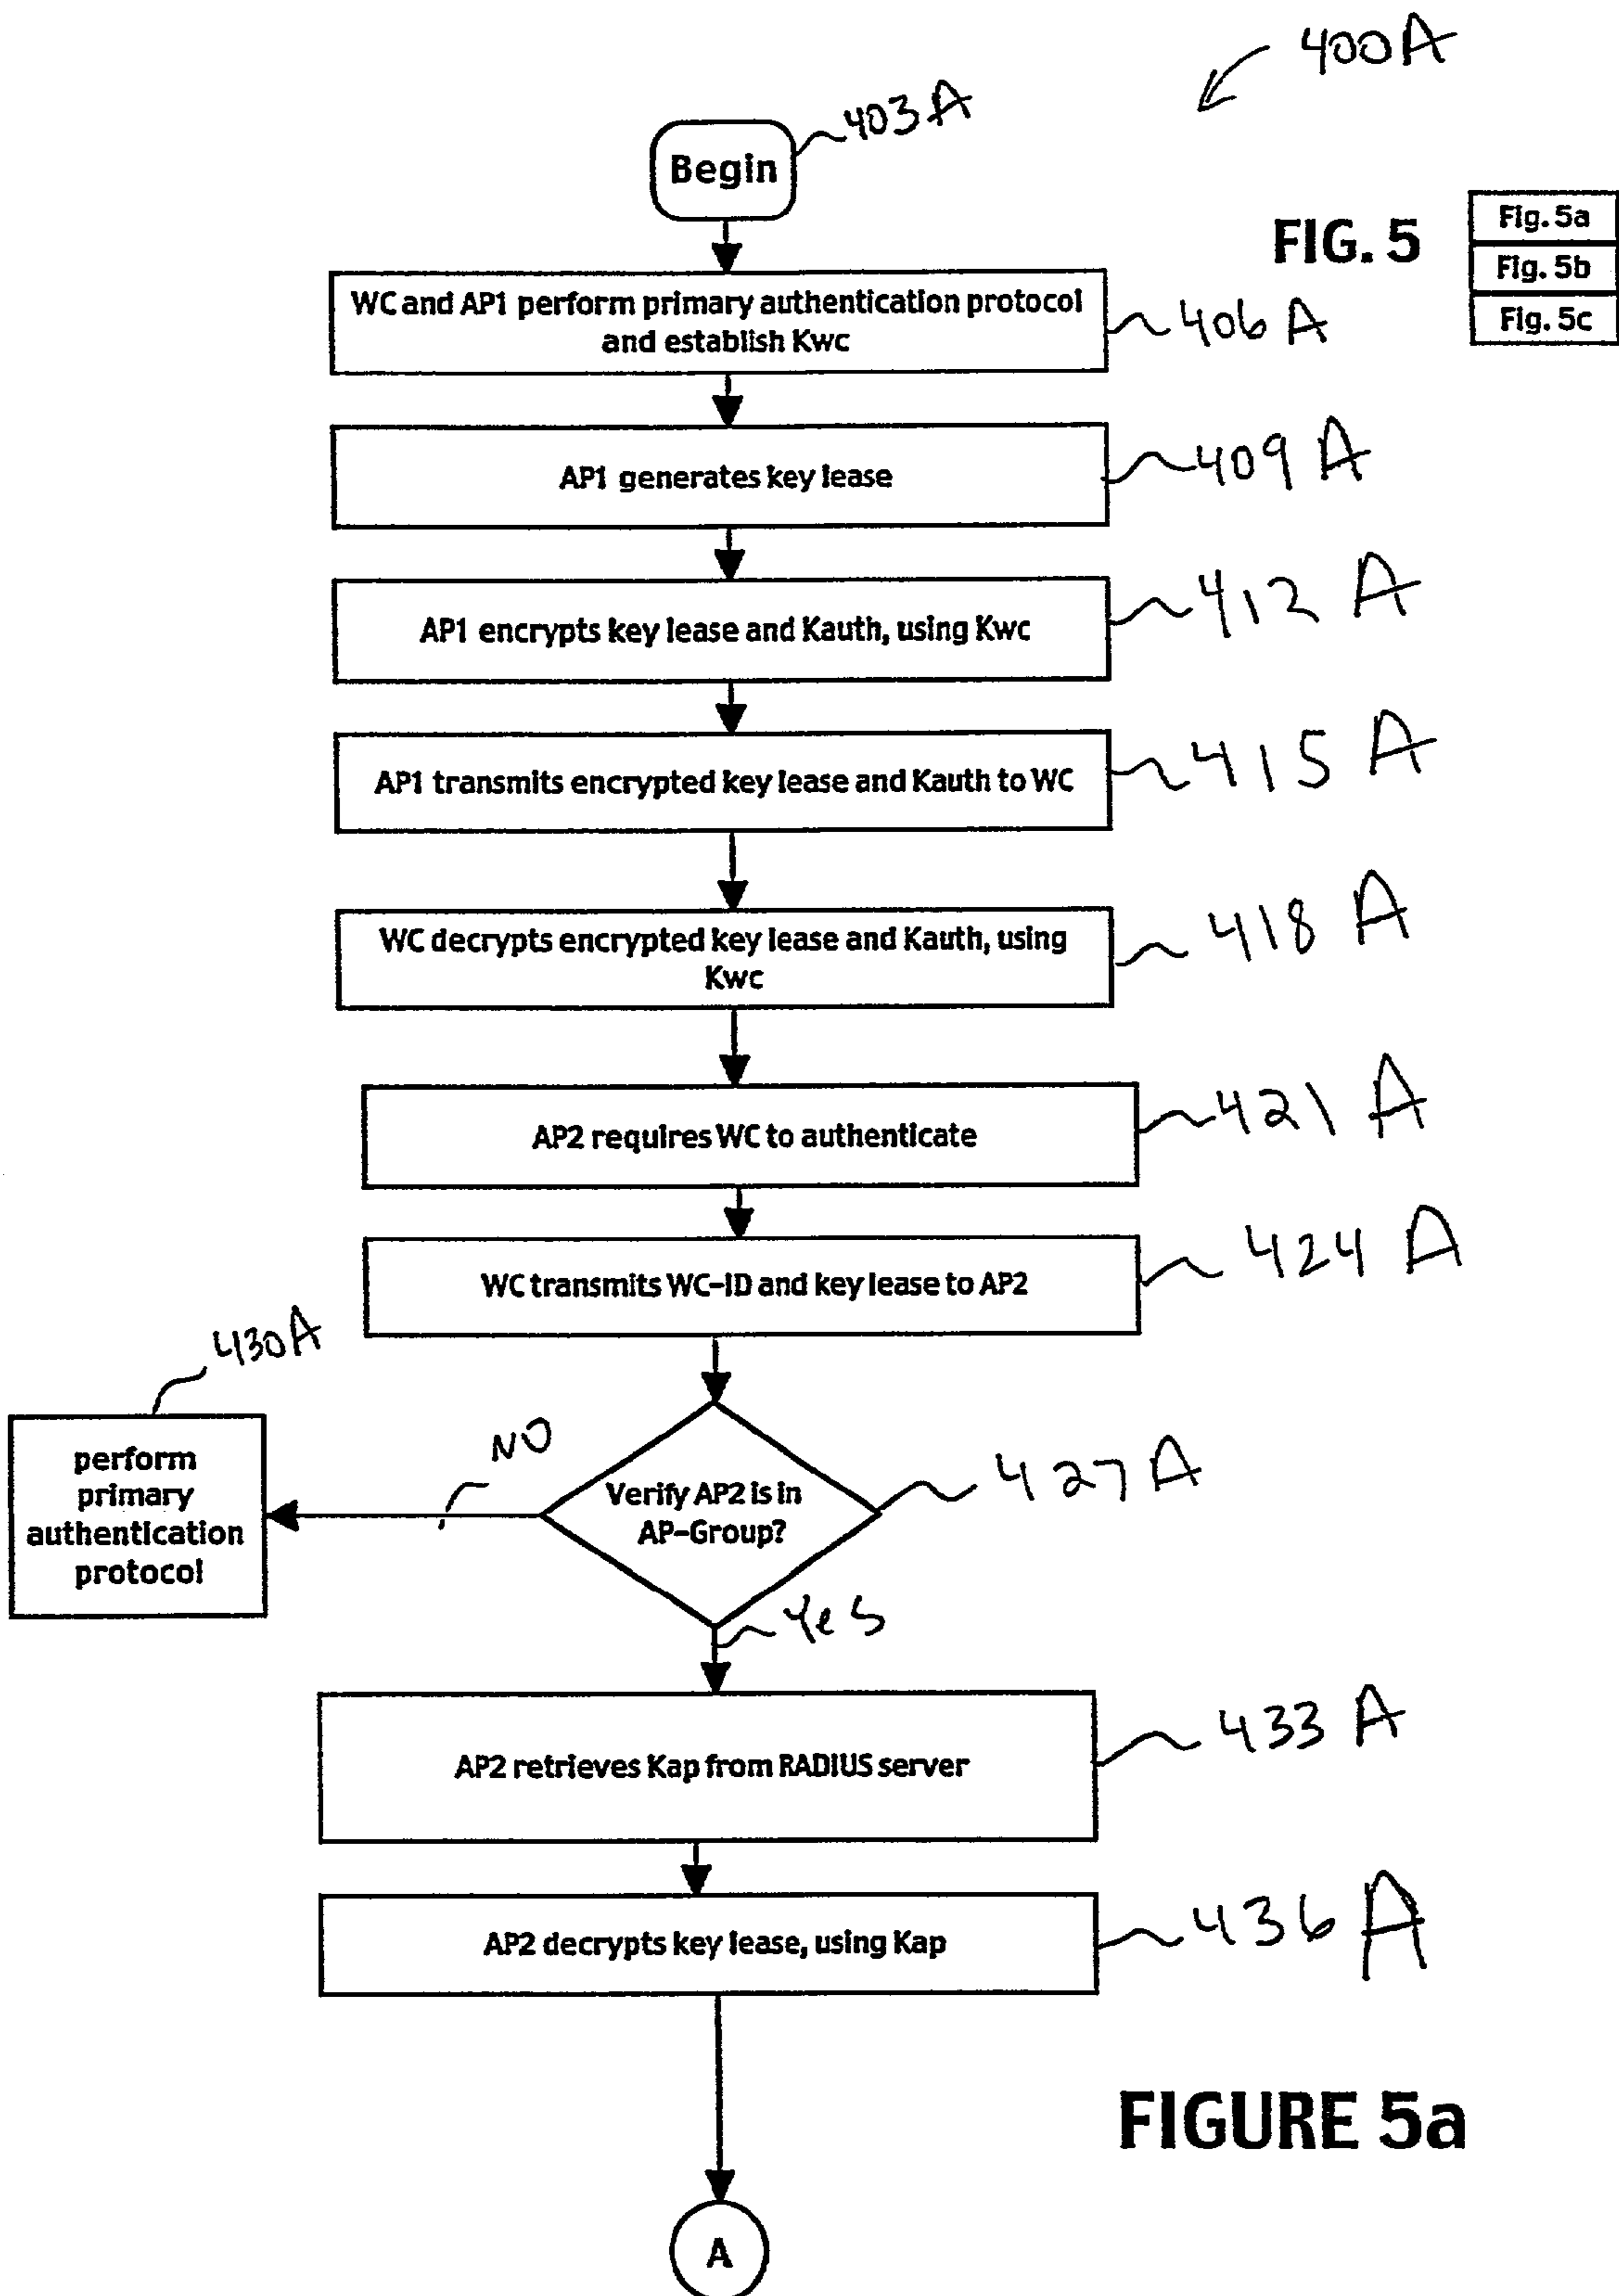 400A
403A
Begin
FIG. 5
Fig. 5a
Fig. 5b
Fig. 5c
WC and AP1 perform primary authentication protocol
and establish Kwc
406A
AP1 generates key lease
409A
AP1 encrypts key lease and Kauth, using Kwc
412A
AP1 transmits encrypted key lease and Kauth to WC
415A
WC decrypts encrypted key lease and Kauth, using
Kwc
418A
AP2 requires WC to authenticate
421A
WC transmits WC-ID and key lease to AP2
424A
430A
perform
primary
authentication
protocol
NO
Verify AP2 is in
AP-Group?
427A
Yes
AP2 retrieves Kap from RADIUS server
433A
AP2 decrypts key lease, using Kap
436A
FIGURE 5a
A